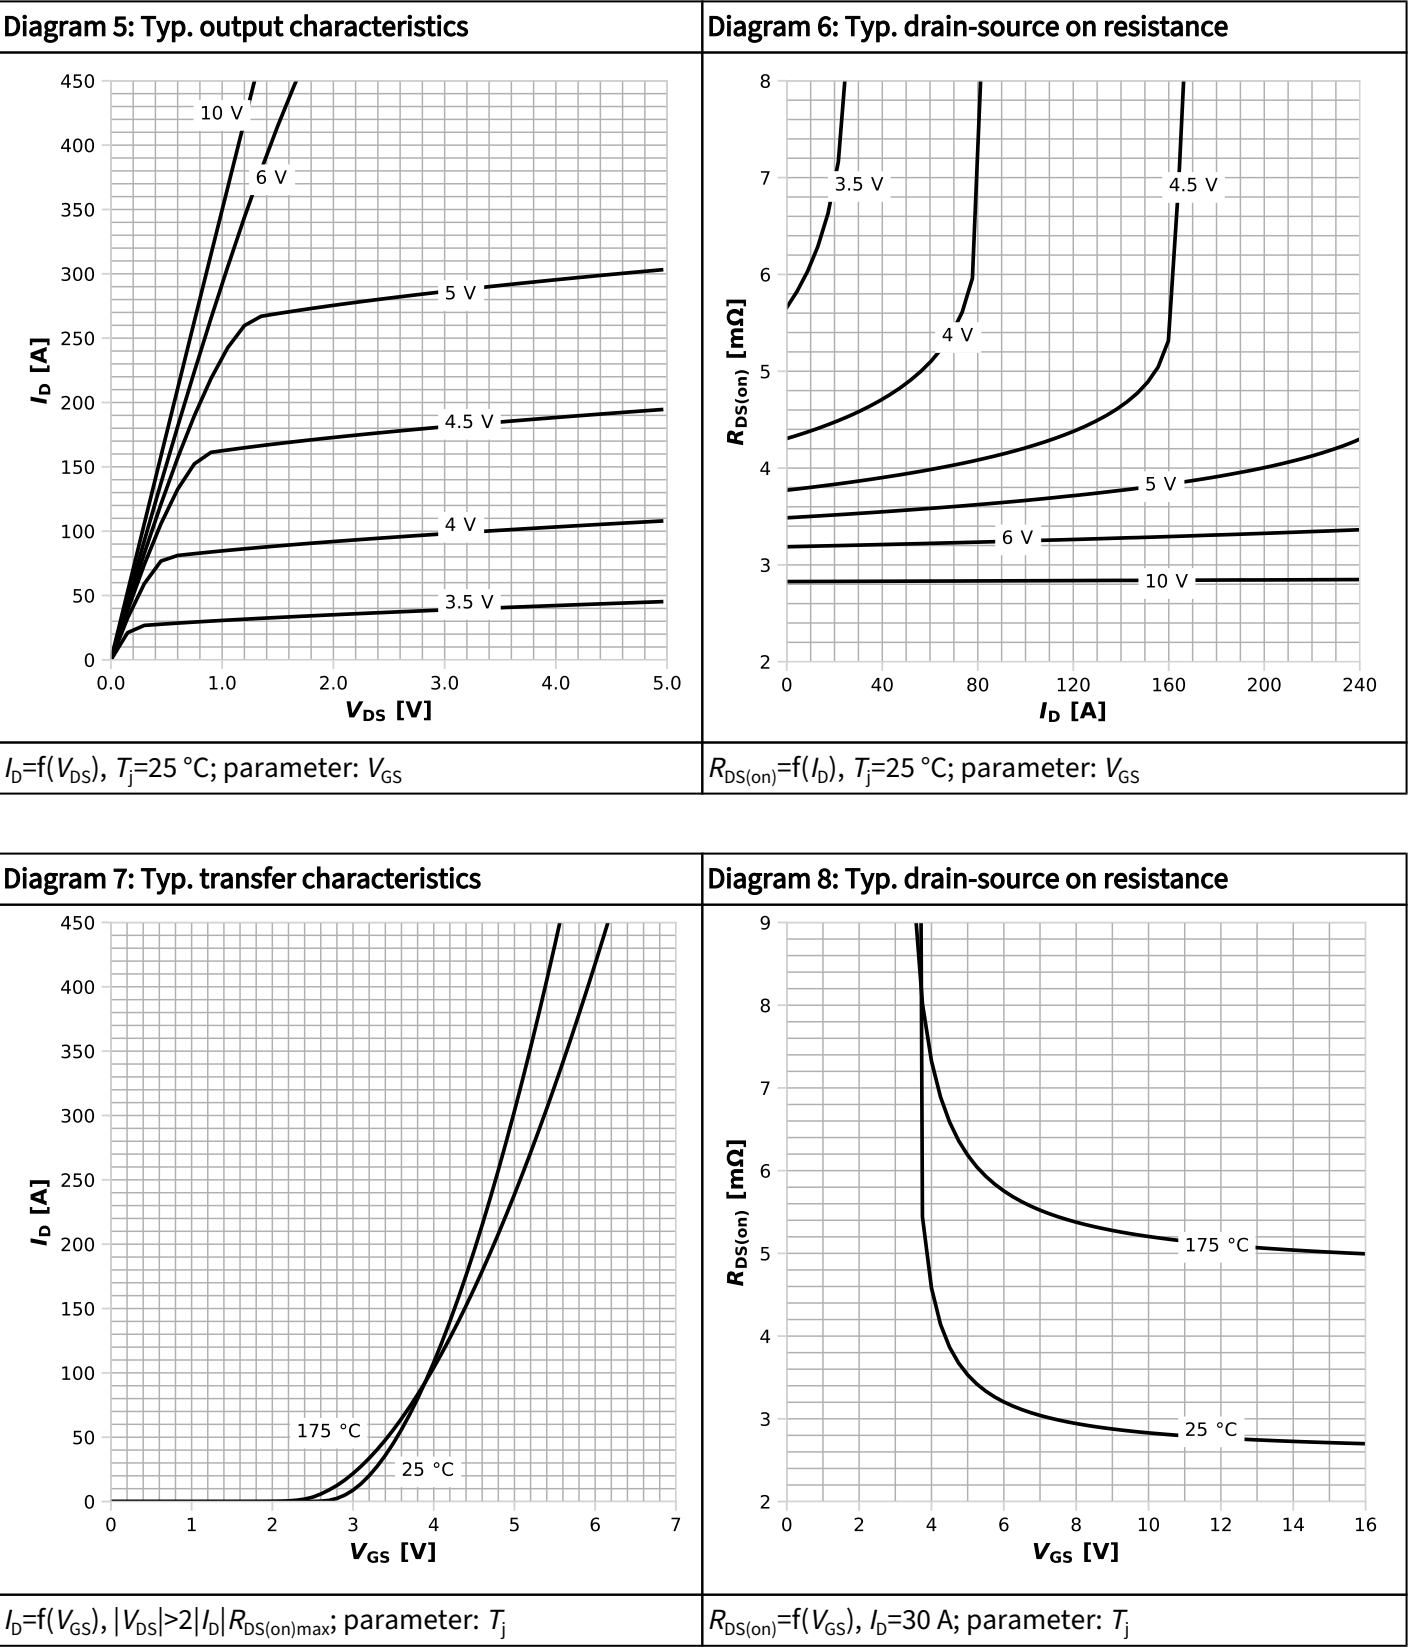 Diagram 5: Typ. output characteristics
450
400
350
300
250
200
150
100
50
0
I_D [A]
10 V
6 V
5 V
4.5 V
4 V
3.5 V
0.0 1.0 2.0 3.0 4.0 5.0
V_DS [V]
I_D=f(V_DS), T_j=25 °C; parameter: V_GS
Diagram 6: Typ. drain-source on resistance
8
7
6
5
4
3
2
R_DS(on) [mΩ]
3.5 V
4.5 V
4 V
5 V
6 V
10 V
0 40 80 120 160 200 240
I_D [A]
R_DS(on)=f(I_D), T_j=25 °C; parameter: V_GS
Diagram 7: Typ. transfer characteristics
450
400
350
300
250
200
150
100
50
0
I_D [A]
175 °C
25 °C
0 1 2 3 4 5 6 7
V_GS [V]
I_D=f(V_GS), |V_DS|>2|I_D|R_DS(on)max; parameter: T_j
Diagram 8: Typ. drain-source on resistance
9
8
7
6
5
4
3
2
R_DS(on) [mΩ]
175 °C
25 °C
0 2 4 6 8 10 12 14 16
V_GS [V]
R_DS(on)=f(V_GS), I_D=30 A; parameter: T_j